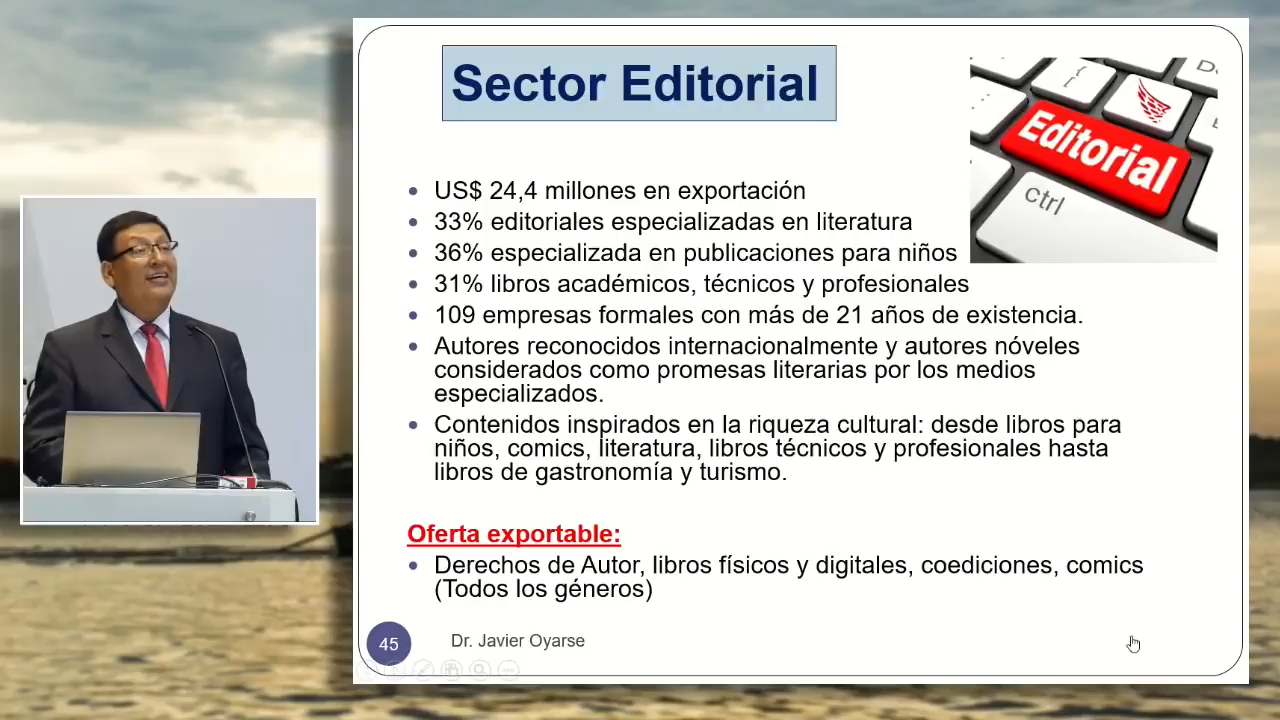 Sector Editorial
Editorial
ctrl
US$ 24,4 millones en exportación
33% editoriales especializadas en literatura
36% especializada en publicaciones para niños
31% libros académicos, técnicos y profesionales
109 empresas formales con más de 21 años de existencia.
Autores reconocidos internacionalmente y autores nóveles
considerados como promesas literarias por los medios
especializados.
Contenidos inspirados en la riqueza cultural: desde libros para
niños, comics, literatura, libros técnicos y profesionales hasta
libros de gastronomía y turismo.
Oferta exportable:
Derechos de Autor, libros físicos y digitales, coediciones, comics
(Todos los géneros)
45
Dr. Javier Oyarse